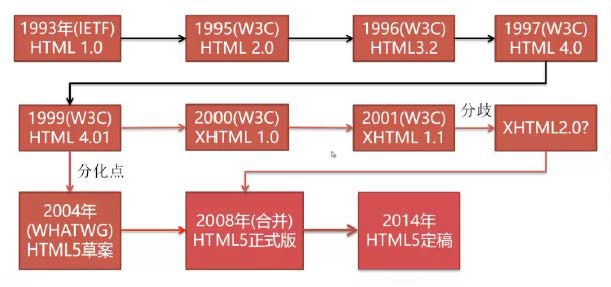 1993年(IETF)
HTML 1.0
1995(W3C)
HTML 2.0
1996(W3C)
HTML3.2
1997(W3C)
HTML 4.0
1999(W3C)
HTML 4.01
2000(W3C)
XHTML 1.0
2001(W3C)
XHTML 1.1
分歧
XHTML2.0?
分化点
2004年
(WHATWG)
HTML5草案
2008年(合并)
HTML5正式版
2014年
HTML5定稿